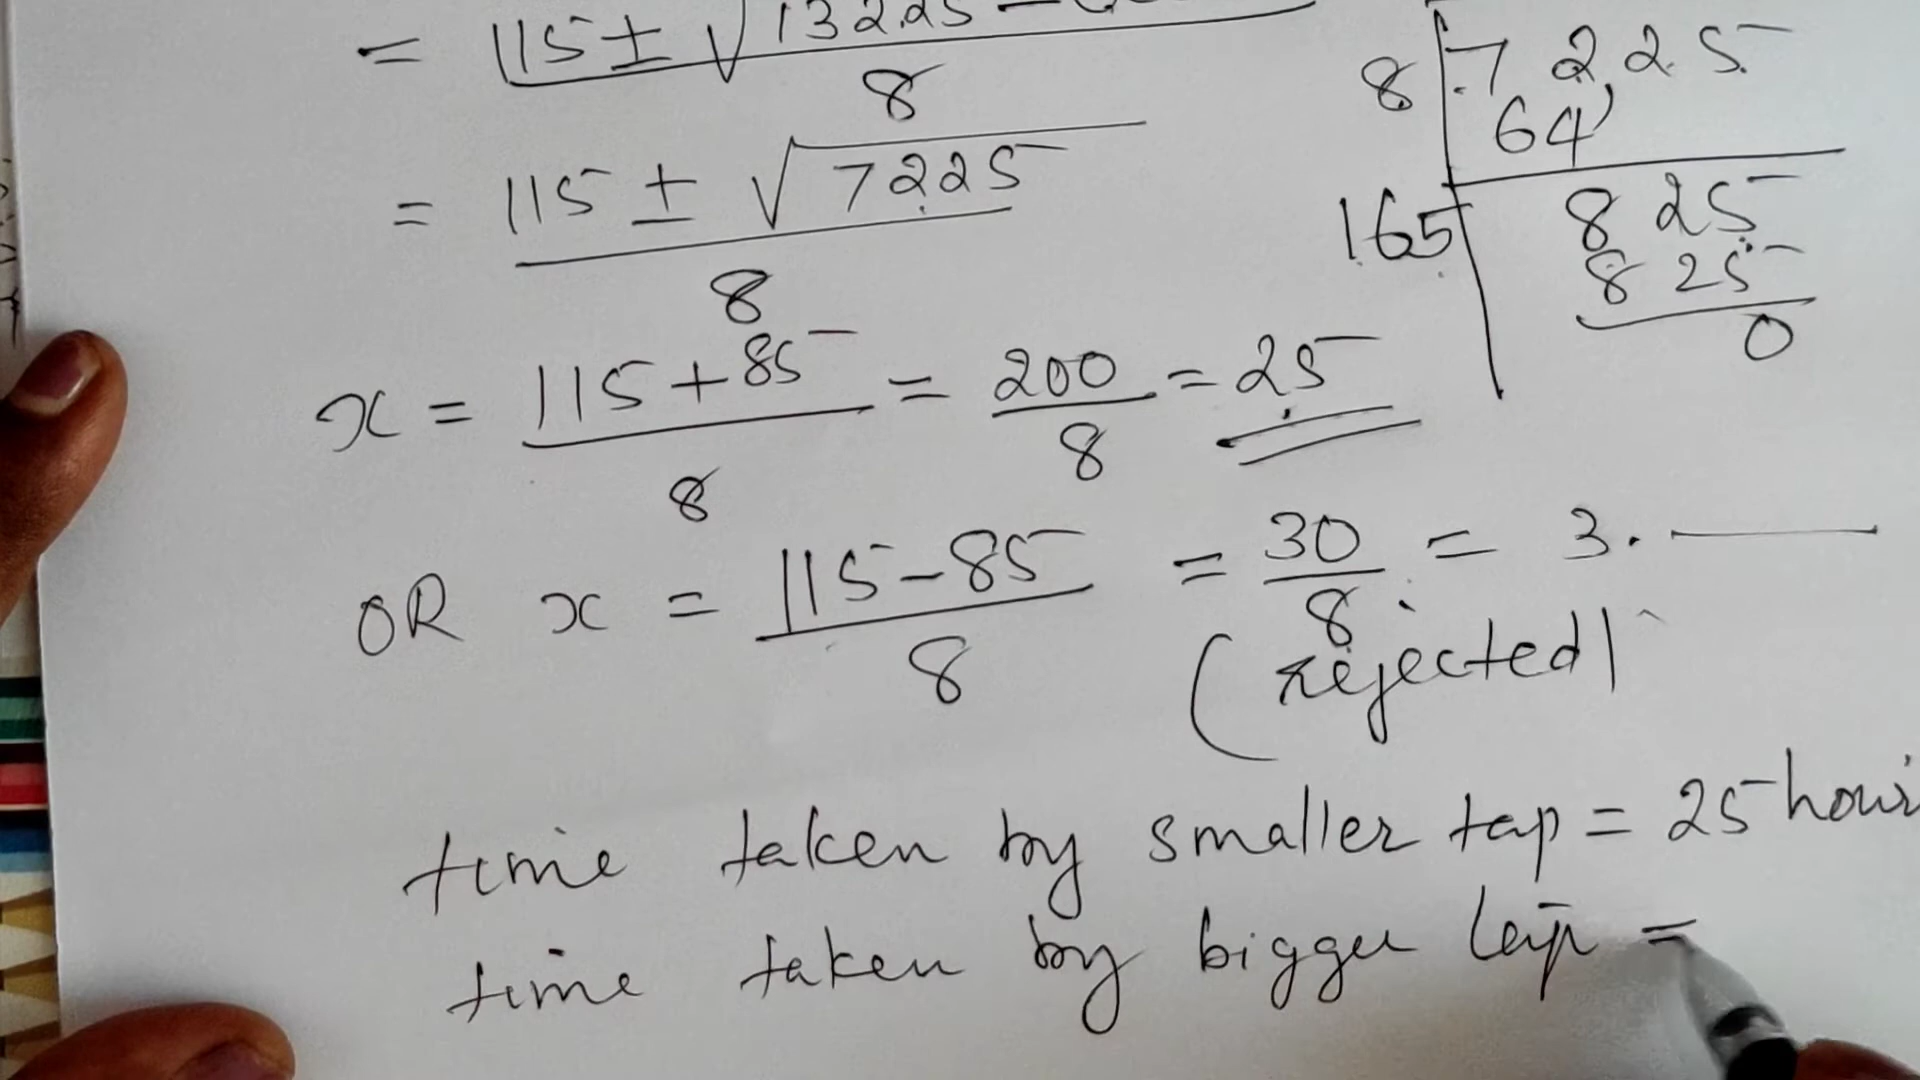 = 115 ± √13225 -
8
= 115 ± √7225
8
x = 115 + 85 = 200 = 25
8 8
OR x = 115 - 85 = 30 = 3.
8 8
(rejected)
time taken by smaller tap = 25 hour
time taken by bigger tap =
8 7225
64
165 825
825
0